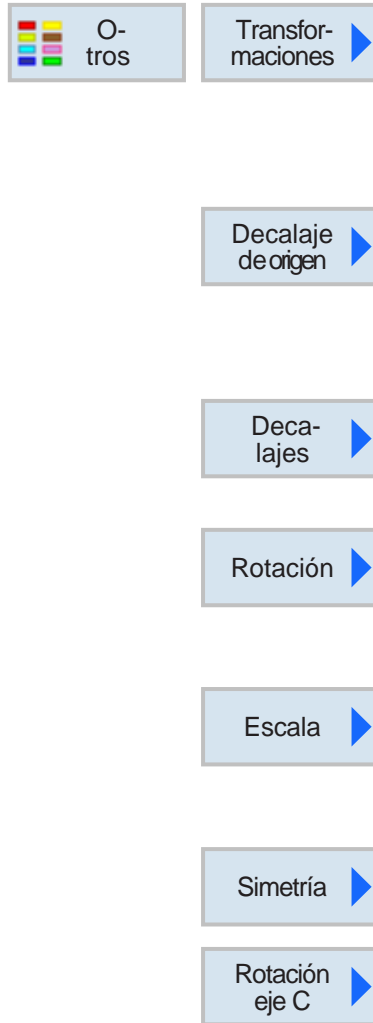 O-
tros
Transfor-
maciones
Decalaje
de origen
Deca-
lajes
Rotación
Escala
Simetría
Rotación
eje C